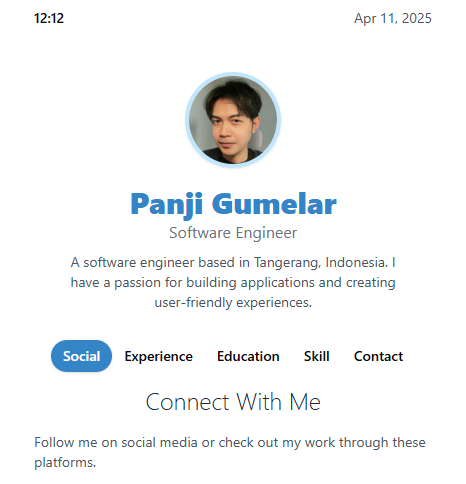 12:12
Apr 11, 2025
Panji Gumelar
Software Engineer
A software engineer based in Tangerang, Indonesia. I
have a passion for building applications and creating
user-friendly experiences.
Social Experience Education Skill Contact
Connect With Me
Follow me on social media or check out my work through these
platforms.